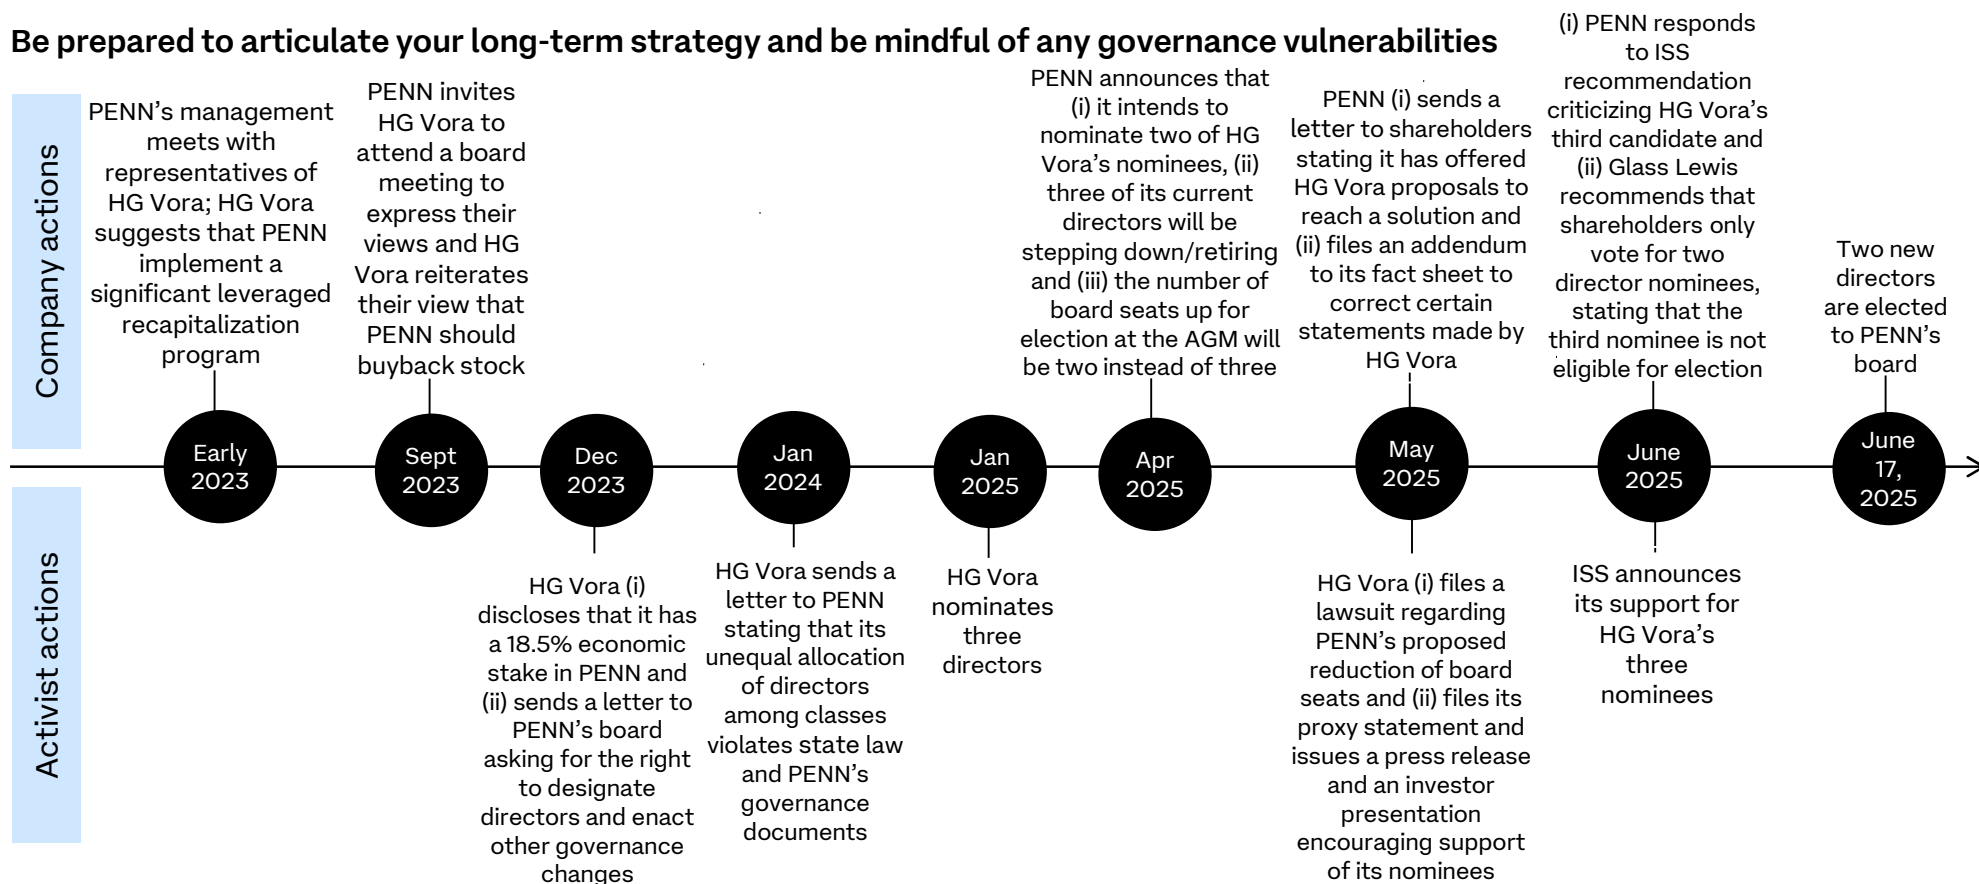 Be prepared to articulate your long-term strategy and be mindful of any governance vulnerabilities
Company actions
PENN’s management
meets with
representatives of
HG Vora; HG Vora
suggests that PENN
implement a
significant leveraged
recapitalization
program
PENN invites
HG Vora to
attend a board
meeting to
express their
views and HG
Vora reiterates
their view that
PENN should
buyback stock
PENN announces that
(i) it intends to
nominate two of HG
Vora’s nominees, (ii)
three of its current
directors will be
stepping down/retiring
and (iii) the number of
board seats up for
election at the AGM will
be two instead of three
PENN (i) sends a
letter to shareholders
stating it has offered
HG Vora proposals to
reach a solution and
(ii) files an addendum
to its fact sheet to
correct certain
statements made by
HG Vora
(i) PENN responds
to ISS
recommendation
criticizing HG Vora’s
third candidate and
(ii) Glass Lewis
recommends that
shareholders only
vote for two
director nominees,
stating that the
third nominee is not
eligible for election
Two new
directors
are elected
to PENN’s
board
Early
2023
Sept
2023
Dec
2023
Jan
2024
Jan
2025
Apr
2025
May
2025
June
2025
June
17,
2025
Activist actions
HG Vora (i)
discloses that it has
a 18.5% economic
stake in PENN and
(ii) sends a letter to
PENN’s board
asking for the right
to designate
directors and enact
other governance
changes
HG Vora sends a
letter to PENN
stating that its
unequal allocation
of directors
among classes
violates state law
and PENN’s
governance
documents
HG Vora
nominates
three
directors
HG Vora (i) files a
lawsuit regarding
PENN’s proposed
reduction of board
seats and (ii) files its
proxy statement and
issues a press release
and an investor
presentation
encouraging support
of its nominees
ISS announces
its support for
HG Vora’s
three
nominees